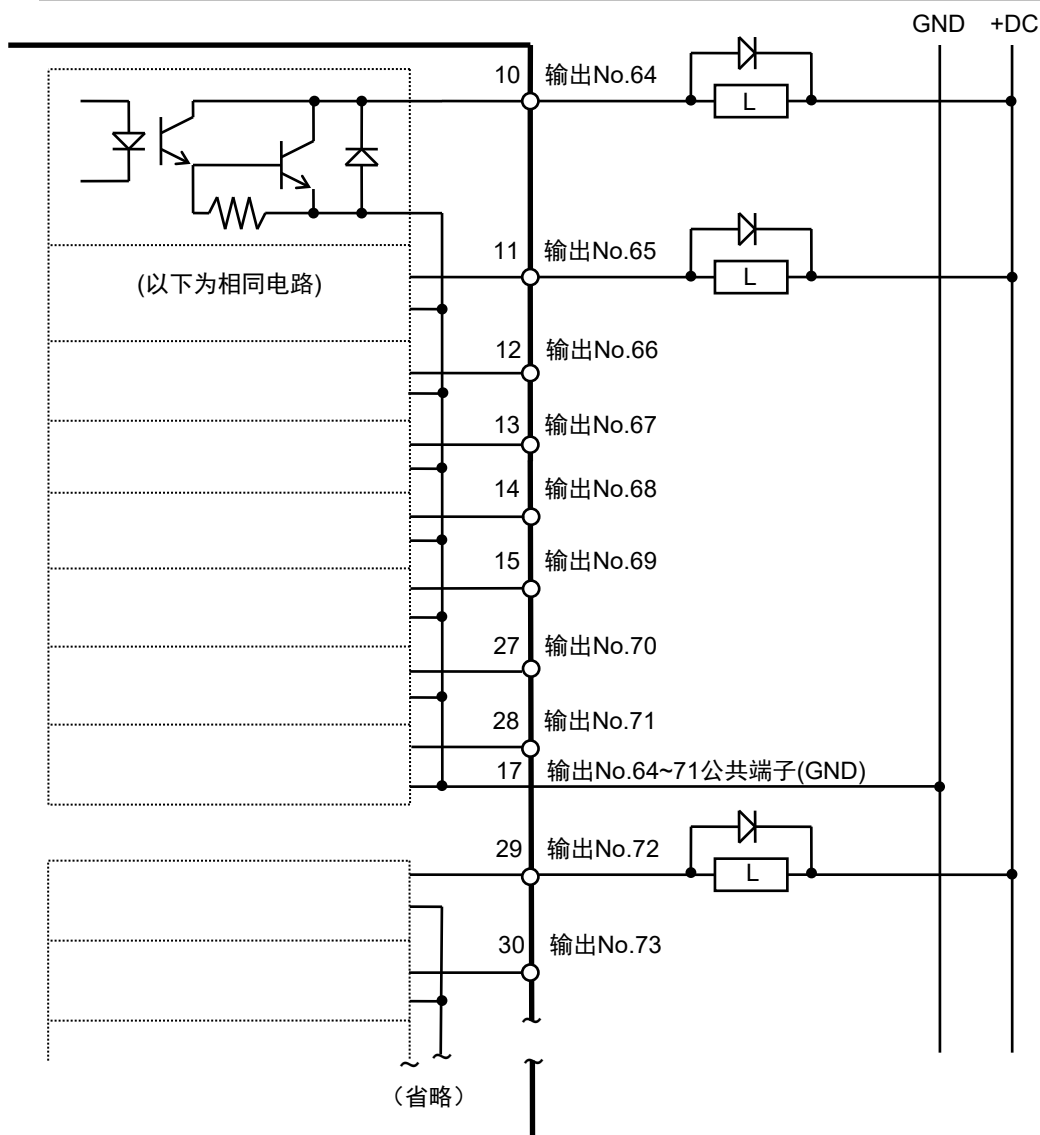 GND +DC
10 输出No.64
L
11 输出No.65
(以下为相同电路)
L
12 输出No.66
13 输出No.67
14 输出No.68
15 输出No.69
27 输出No.70
28 输出No.71
17 输出No.64~71公共端子(GND)
29 输出No.72
L
30 输出No.73
（省略）